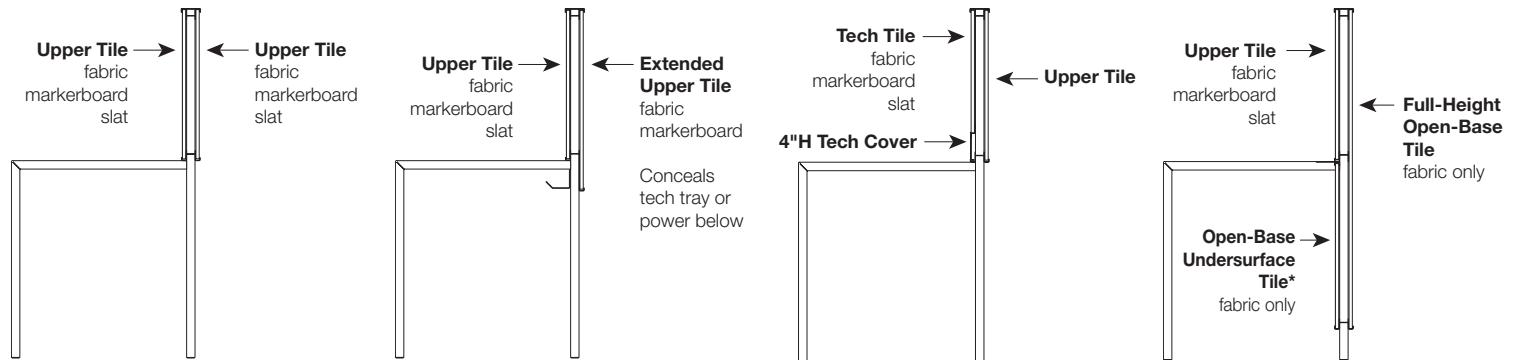 Upper Tile
fabric
markerboard
slat
Upper Tile
fabric
markerboard
slat
Upper Tile
fabric
markerboard
slat
Extended
Upper Tile
fabric
markerboard
Conceals
tech tray or
power below
Tech Tile
fabric
markerboard
slat
4"H Tech Cover
Upper Tile
Upper Tile
fabric
markerboard
slat
Open-Base
Undersurface
Tile*
fabric only
Full-Height
Open-Base
Tile
fabric only